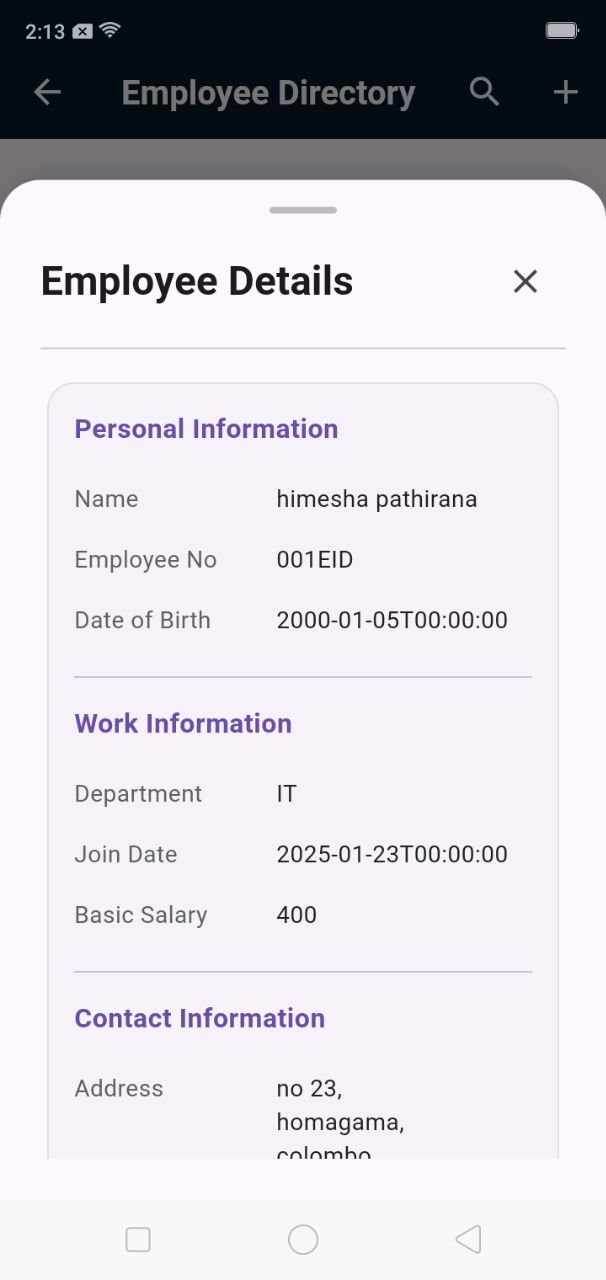 2:13
Employee Directory
Employee Details
Personal Information
Name himesha pathirana
Employee No 001EID
Date of Birth 2000-01-05T00:00:00
Work Information
Department IT
Join Date 2025-01-23T00:00:00
Basic Salary 400
Contact Information
Address no 23,
homagama,
colombo